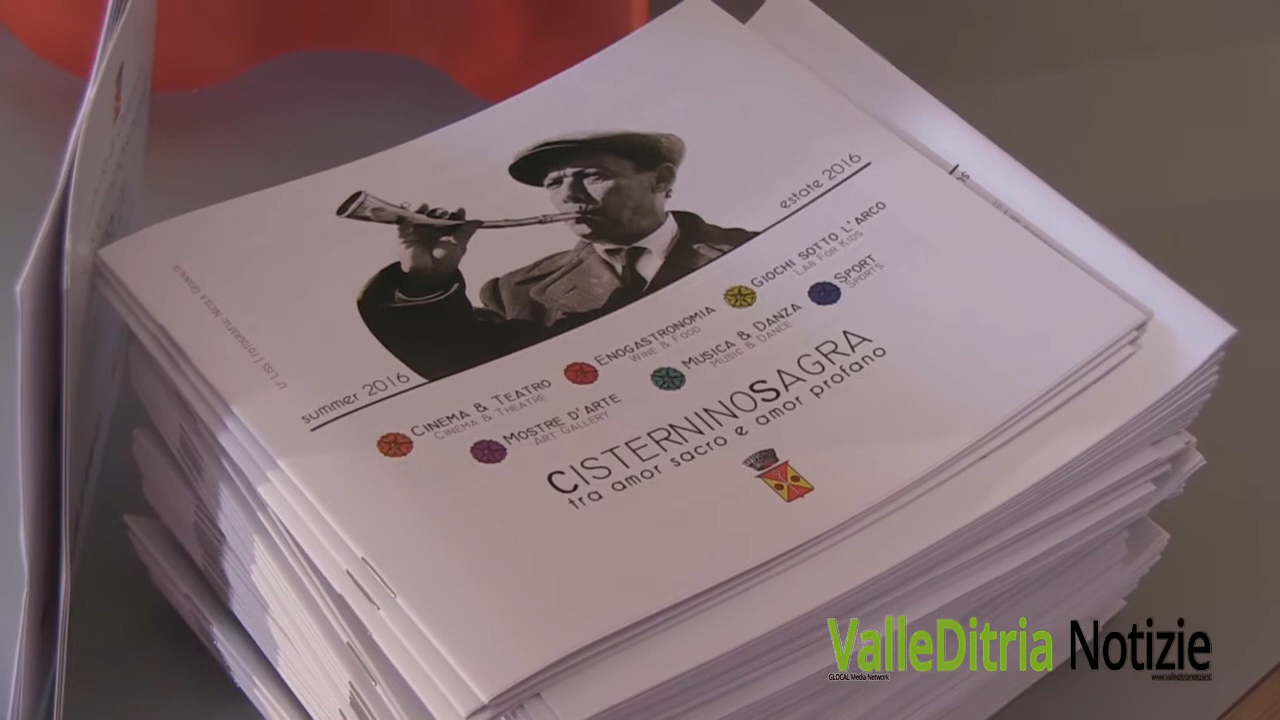 estate 2016
summer 2016
GIOCHI SOTTO L'ARCO
LAB FOR KIDS
SPORT
SPORTS
ENOGASTRONOMIA
WINE & FOOD
MUSICA & DANZA
MUSIC & DANCE
CINEMA & TEATRO
CINEMA & THEATRE
MOSTRE D'ARTE
ART GALLERY
CISTERNINOSAGRA
tra amor sacro e amor profano
ValleDitria Notizie
GLOCAL Media Network